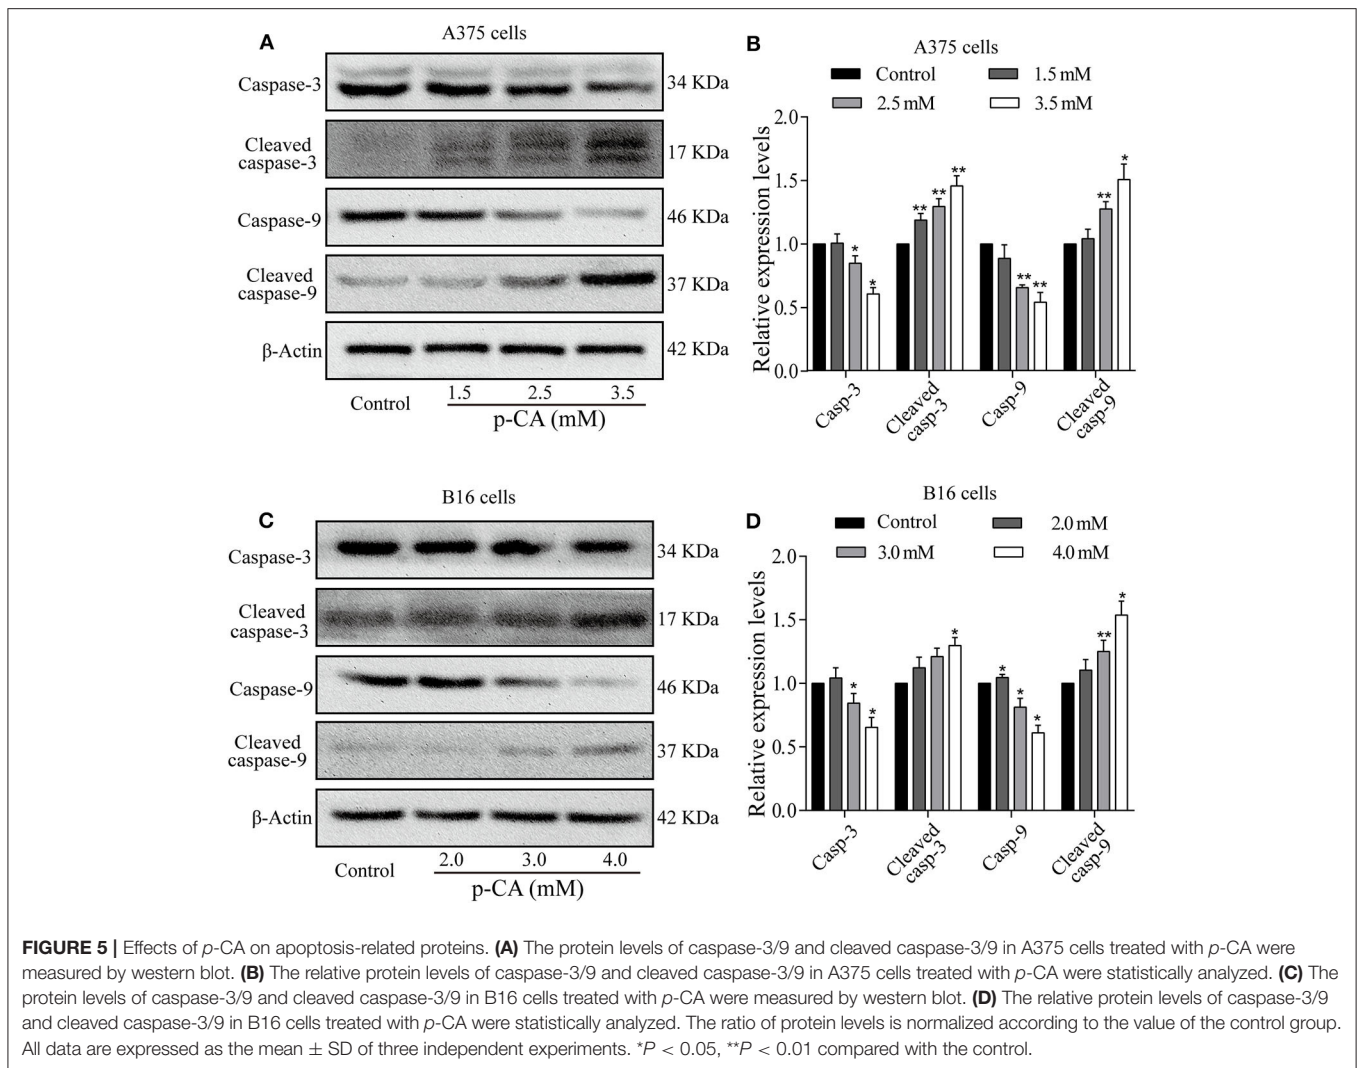 A
A375 cells
Caspase-3
34 KDa
Cleaved
caspase-3
17 KDa
Caspase-9
46 KDa
Cleaved
caspase-9
37 KDa
β-Actin
42 KDa
Control
1.5 2.5 3.5
p-CA (mM)
B
A375 cells
Control 1.5 mM
2.5 mM 3.5 mM
Relative expression levels
2.0
1.5
1.0
0.5
0.0
* * ** ** ** ** ** ** *
Casp-3
Cleaved
casp-3
Casp-9
Cleaved
casp-9
C
B16 cells
Caspase-3
34 KDa
Cleaved
caspase-3
17 KDa
Caspase-9
46 KDa
Cleaved
caspase-9
37 KDa
β-Actin
42 KDa
Control
2.0 3.0 4.0
p-CA (mM)
D
B16 cells
Control 2.0 mM
3.0 mM 4.0 mM
Relative expression levels
2.0
1.5
1.0
0.5
0.0
* * * * * * ** *
Casp-3
Cleaved
casp-3
Casp-9
Cleaved
casp-9
FIGURE 5 | Effects of p-CA on apoptosis-related proteins. (A) The protein levels of caspase-3/9 and cleaved caspase-3/9 in A375 cells treated with p-CA were
measured by western blot. (B) The relative protein levels of caspase-3/9 and cleaved caspase-3/9 in A375 cells treated with p-CA were statistically analyzed. (C) The
protein levels of caspase-3/9 and cleaved caspase-3/9 in B16 cells treated with p-CA were measured by western blot. (D) The relative protein levels of caspase-3/9
and cleaved caspase-3/9 in B16 cells treated with p-CA were statistically analyzed. The ratio of protein levels is normalized according to the value of the control group.
All data are expressed as the mean ± SD of three independent experiments. *P < 0.05, **P < 0.01 compared with the control.